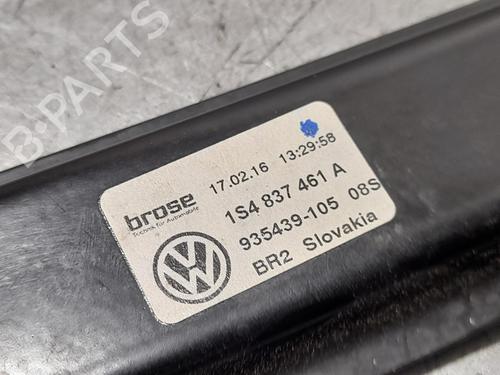 B-PARTS
brose
Technik für Automobile
17.02.16 13:29:58
1S4 837 461 A
935439-105 08S
BR2 Slovakia